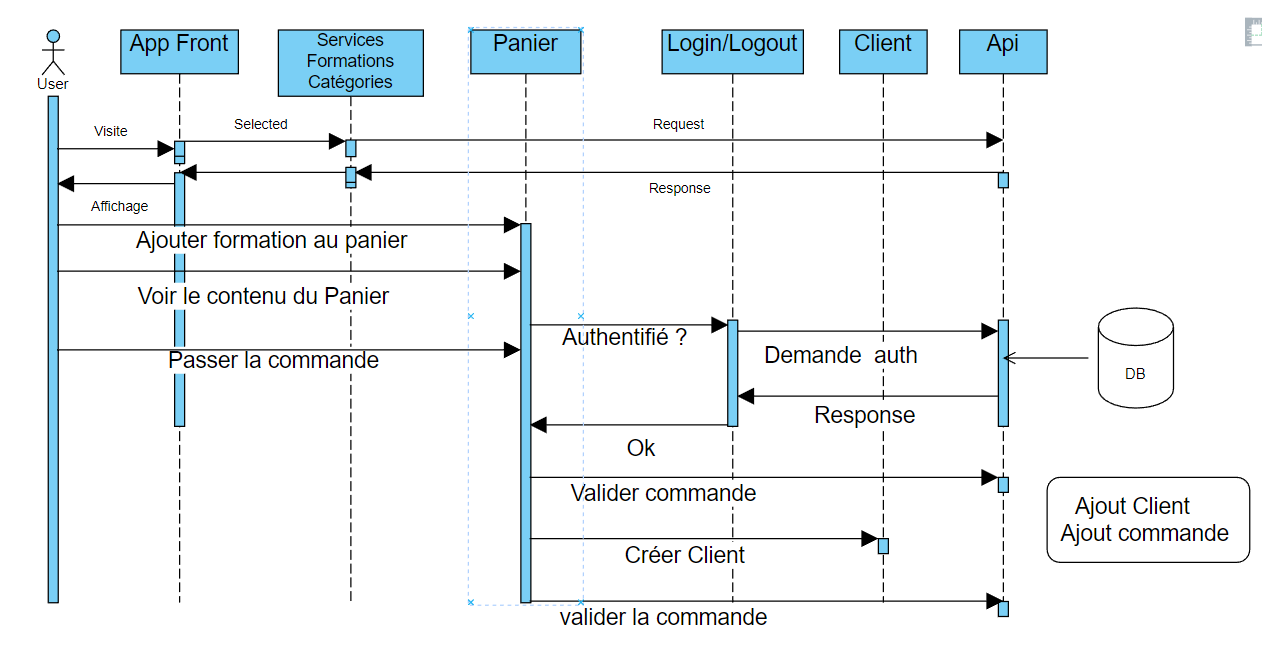 User
App Front
Services
Formations
Catégories
Panier
Login/Logout
Client
Api
Visite
Selected
Request
Response
Affichage
Ajouter formation au panier
Voir le contenu du Panier
Authentifié ?
Demande auth
Passer la commande
DB
Response
Ok
Valider commande
Ajout Client
Ajout commande
Créer Client
valider la commande